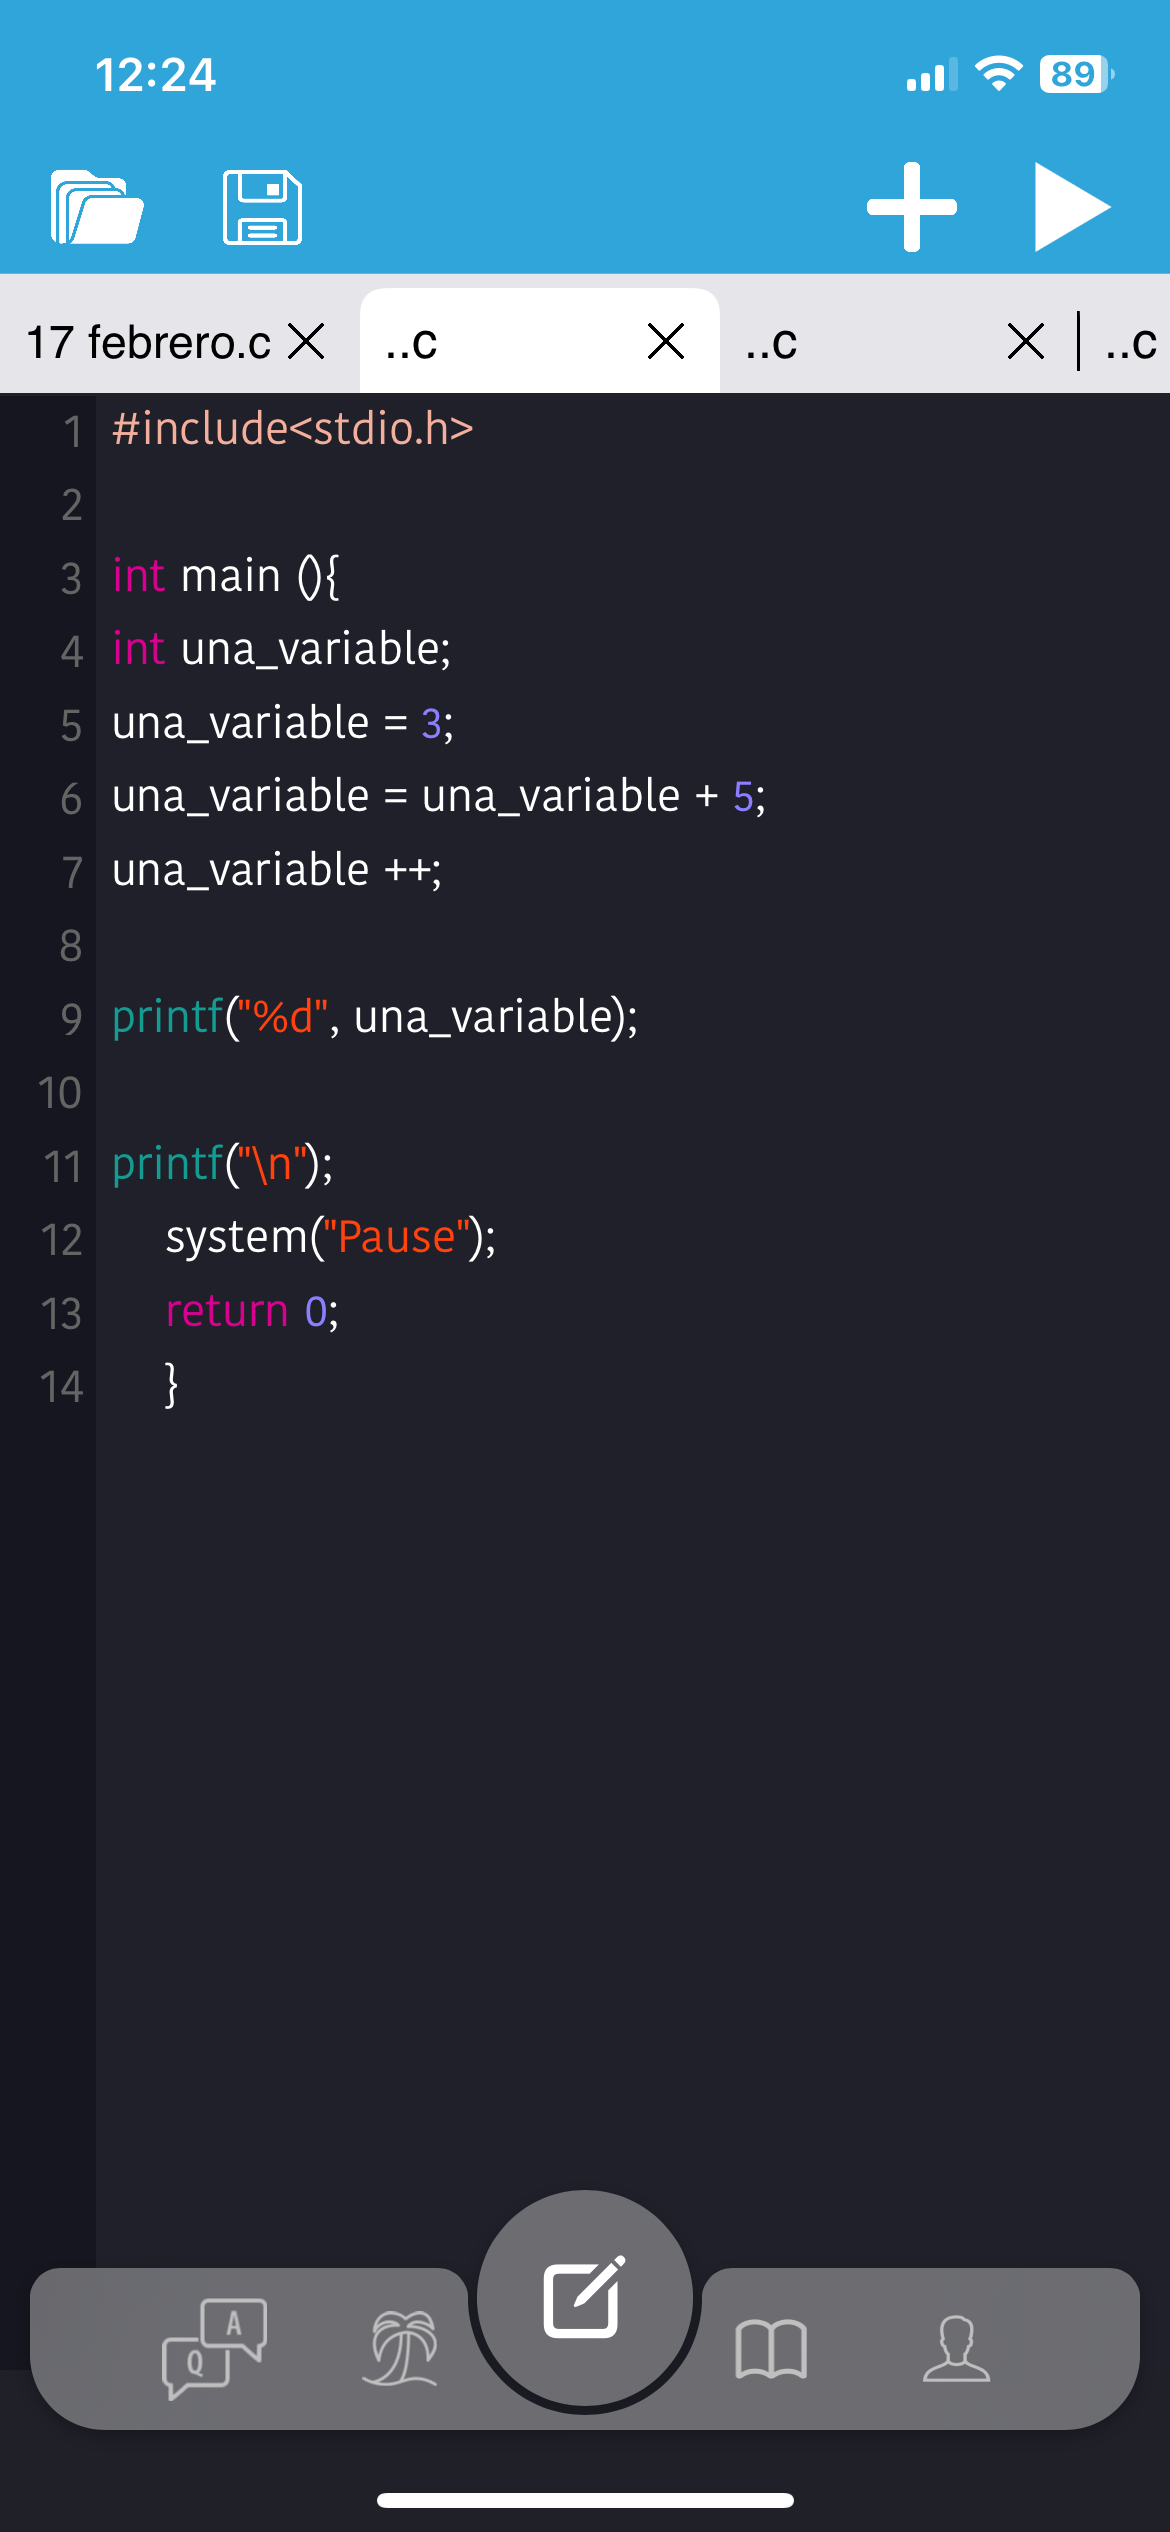 12:24
89
17 febrero.c
..c
..c
..c
1 #include<stdio.h>
2
3 int main (){
4 int una_variable;
5 una_variable = 3;
6 una_variable = una_variable + 5;
7 una_variable ++;
8
9 printf("%d", una_variable);
10
11 printf("\n");
12 system("Pause");
13 return 0;
14 }
A
Q